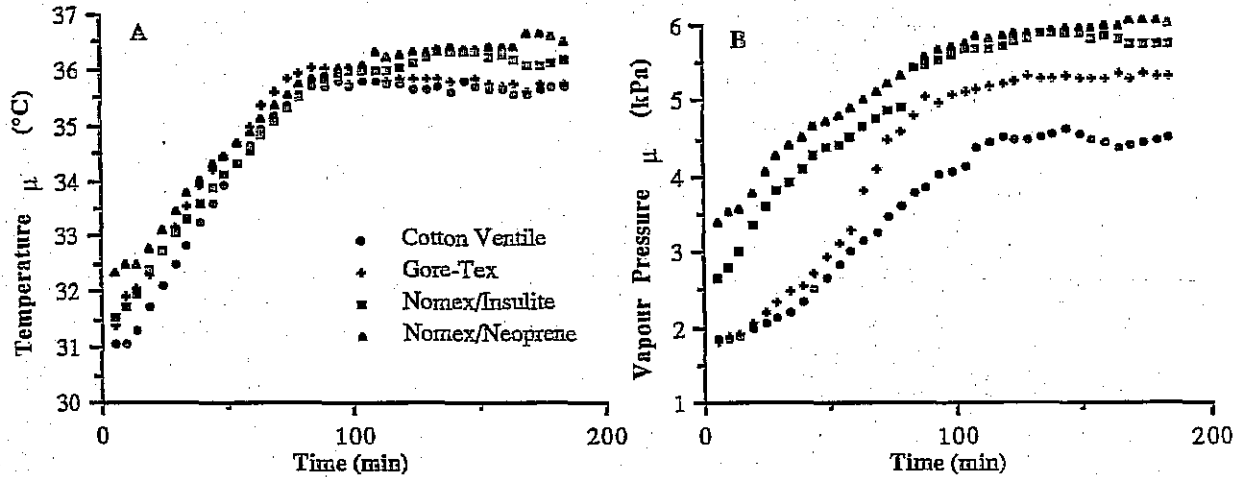 A
37
36
35
34
33
32
31
30
Temperature μ (°C)
0
100
200
Time (min)
Cotton Ventile
Gore-Tex
Nomex/Insulite
Nomex/Neoprene
B
6
5
4
3
2
1
Vapour Pressure μ (kPa)
0
100
200
Time (min)